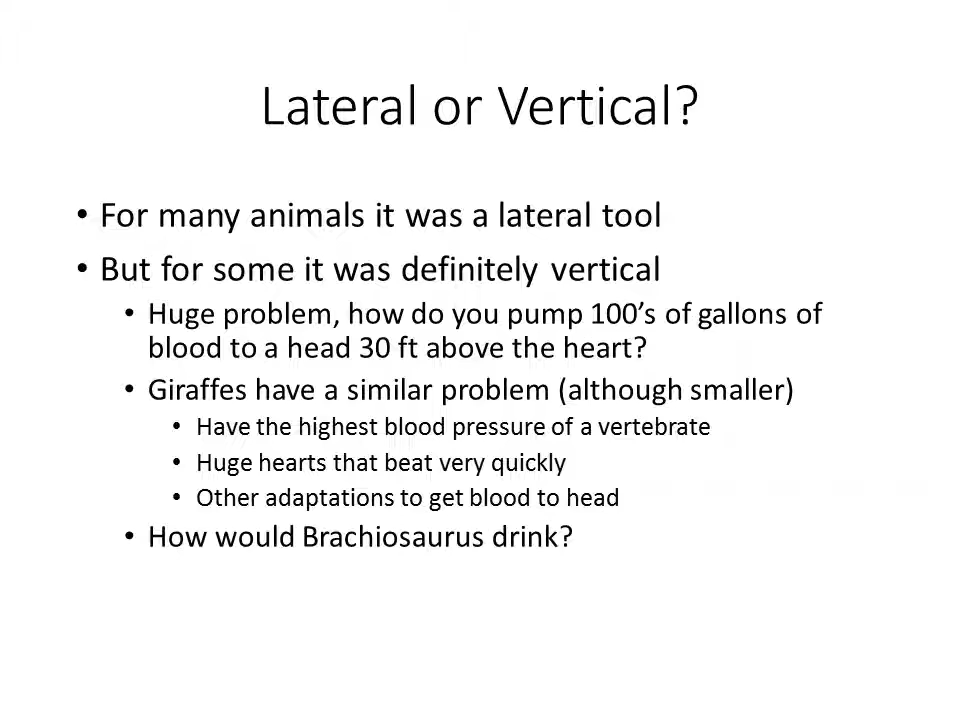 Lateral or Vertical?
• For many animals it was a lateral tool
• But for some it was definitely vertical
• Huge problem, how do you pump 100’s of gallons of
blood to a head 30 ft above the heart?
• Giraffes have a similar problem (although smaller)
• Have the highest blood pressure of a vertebrate
• Huge hearts that beat very quickly
• Other adaptations to get blood to head
• How would Brachiosaurus drink?